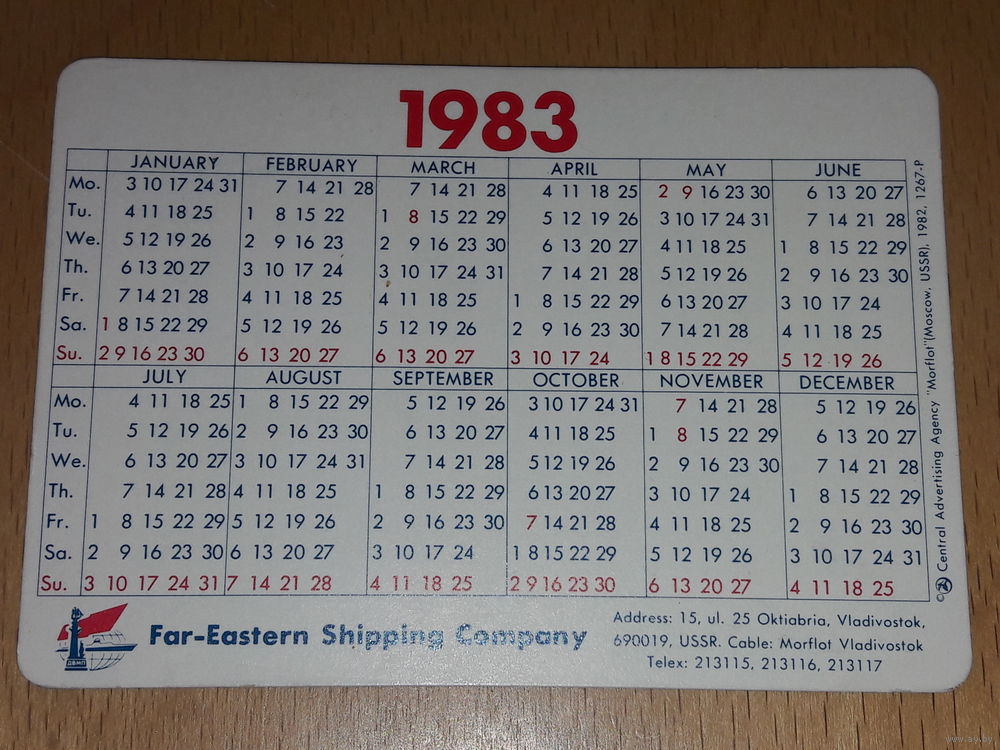 1983
JANUARY FEBRUARY MARCH APRIL MAY JUNE
Mo. 3 10 17 24 31 7 14 21 28 7 14 21 28 4 11 18 25 2 9 16 23 30 6 13 20 27
Tu. 4 11 18 25 1 8 15 22 1 8 15 22 29 5 12 19 26 3 10 17 24 31 7 14 21 28
We. 5 12 19 26 2 9 16 23 2 9 16 23 30 6 13 20 27 4 11 18 25 1 8 15 22 29
Th. 6 13 20 27 3 10 17 24 3 10 17 24 31 7 14 21 28 5 12 19 26 2 9 16 23 30
Fr. 7 14 21 28 4 11 18 25 4 11 18 25 1 8 15 22 29 6 13 20 27 3 10 17 24
Sa. 1 8 15 22 29 5 12 19 26 5 12 19 26 2 9 16 23 30 7 14 21 28 4 11 18 25
Su. 2 9 16 23 30 6 13 20 27 6 13 20 27 3 10 17 24 1 8 15 22 29 5 12 19 26
JULY AUGUST SEPTEMBER OCTOBER NOVEMBER DECEMBER
Mo. 4 11 18 25 1 8 15 22 29 5 12 19 26 3 10 17 24 31 7 14 21 28 5 12 19 26
Tu. 5 12 19 26 2 9 16 23 30 6 13 20 27 4 11 18 25 1 8 15 22 29 6 13 20 27
We. 6 13 20 27 3 10 17 24 31 7 14 21 28 5 12 19 26 2 9 16 23 30 7 14 21 28
Th. 7 14 21 28 4 11 18 25 1 8 15 22 29 6 13 20 27 3 10 17 24 1 8 15 22 29
Fr. 1 8 15 22 29 5 12 19 26 2 9 16 23 30 7 14 21 28 4 11 18 25 2 9 16 23 30
Sa. 2 9 16 23 30 6 13 20 27 3 10 17 24 1 8 15 22 29 5 12 19 26 3 10 17 24 31
Su. 3 10 17 24 31 7 14 21 28 4 11 18 25 2 9 16 23 30 6 13 20 27 4 11 18 25
© Central Advertising Agency "Morflot"(Moscow, USSR), 1982, 1267-P
ДВМП
Far-Eastern Shipping Company
Address: 15, ul. 25 Oktiabria, Vladivostok,
690019, USSR. Cable: Morflot Vladivostok
Telex: 213115, 213116, 213117
www.ay.by